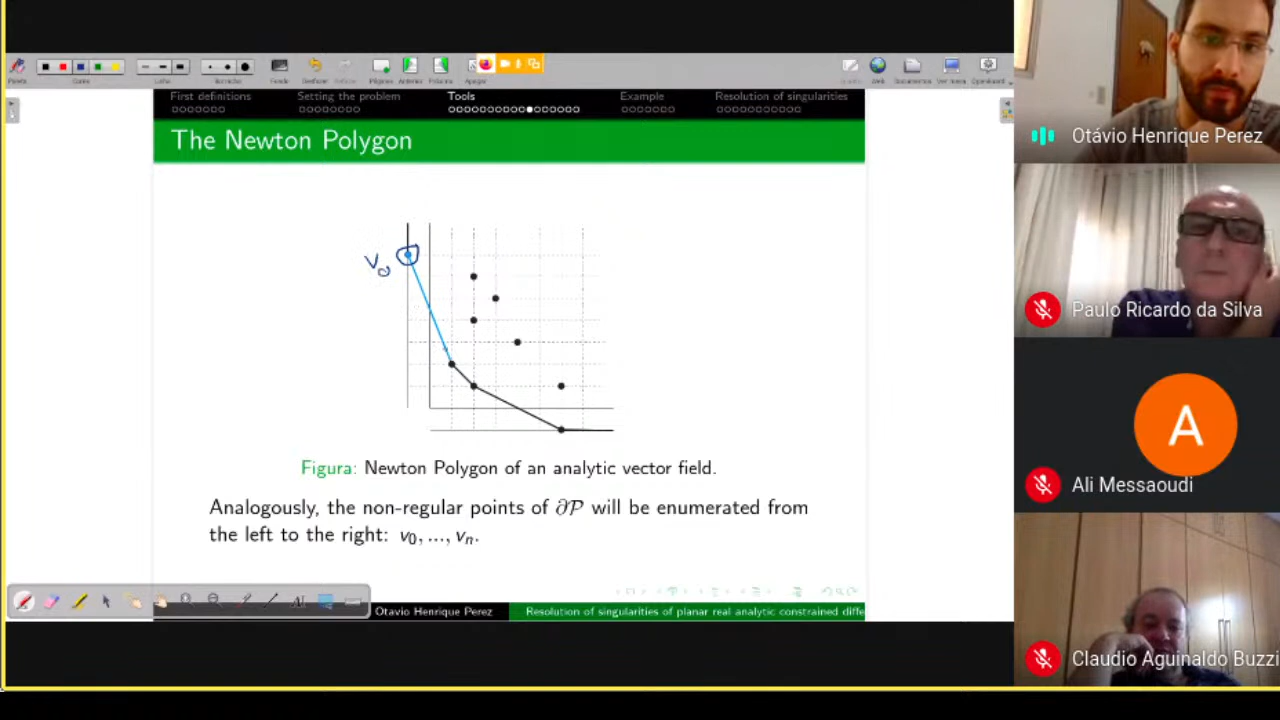 First definitions
Setting the problem
Tools
Example
Resolution of singularities
The Newton Polygon
v₀
Figura: Newton Polygon of an analytic vector field.
Analogously, the non-regular points of ∂𝒫 will be enumerated from
the left to the right: v₀, ..., vₙ.
Otavio Henrique Perez
Resolution of singularities of planar real analytic constrained diffe
Otávio Henrique Perez
Paulo Ricardo da Silva
A
Ali Messaoudi
Claudio Aguinaldo Buzzi